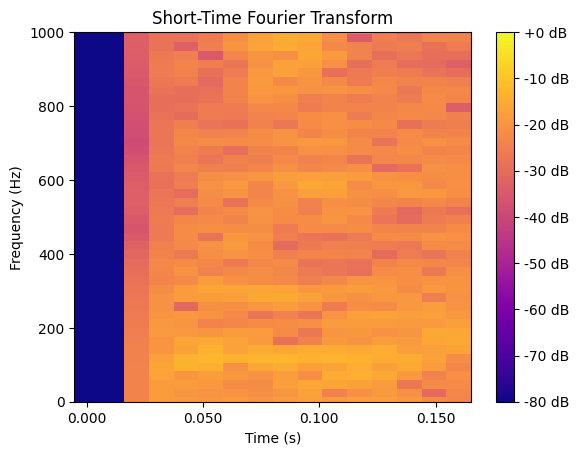 Short-Time Fourier Transform
1000
800
600
400
200
0
Frequency (Hz)
0.000
0.050
0.100
0.150
Time (s)
+0 dB
-10 dB
-20 dB
-30 dB
-40 dB
-50 dB
-60 dB
-70 dB
-80 dB